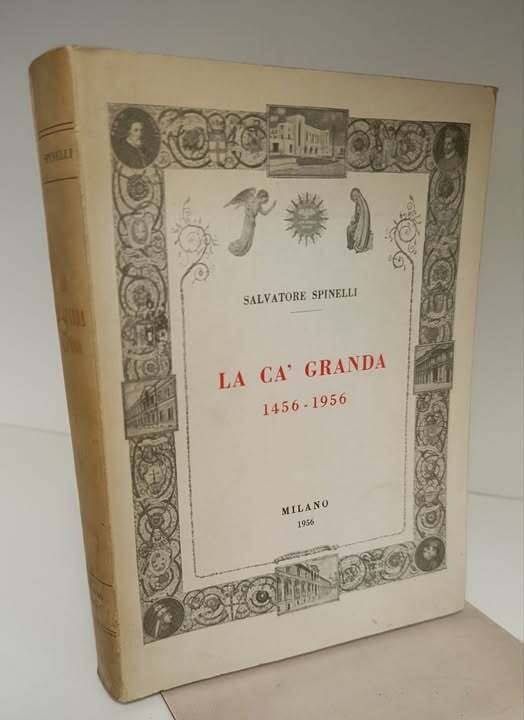 SPINELLI
SALVATORE SPINELLI
LA CA' GRANDA
1456 - 1956
MILANO
1956